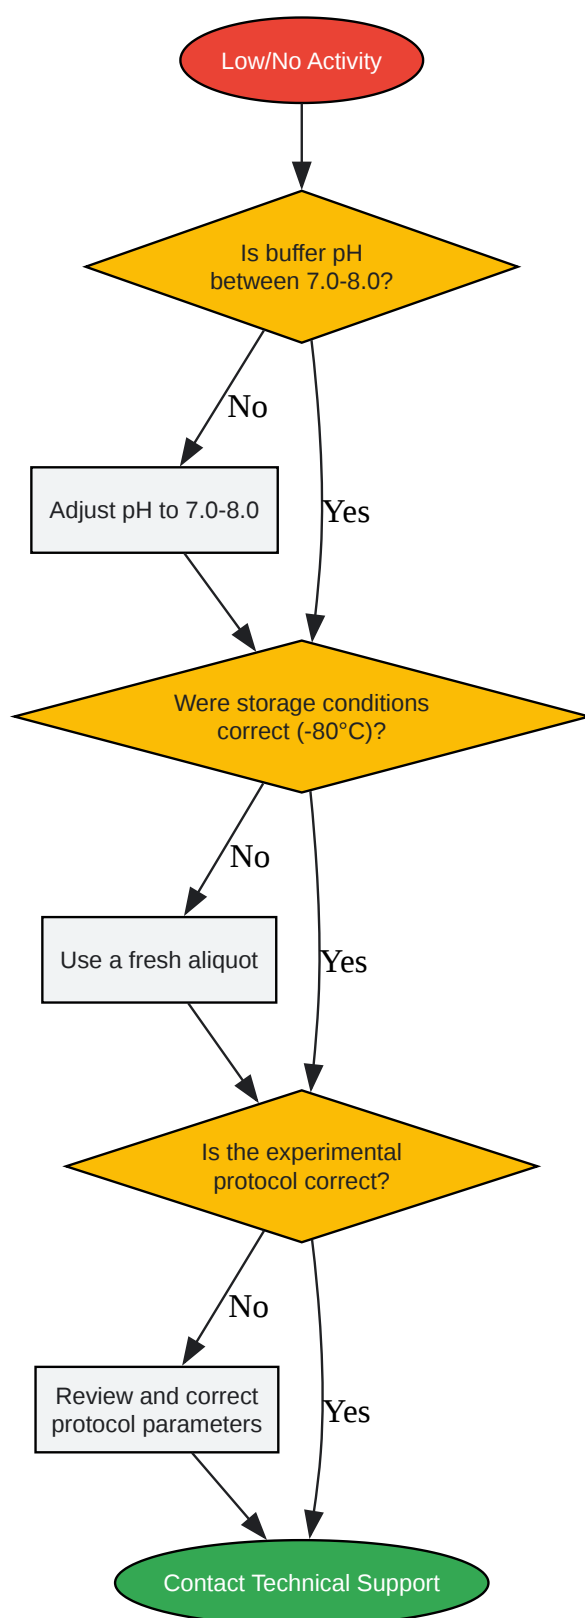 Low/No Activity
Is buffer pH
between 7.0-8.0?
No
Adjust pH to 7.0-8.0
Yes
Were storage conditions
correct (-80°C)?
No
Use a fresh aliquot
Yes
Is the experimental
protocol correct?
No
Review and correct
protocol parameters
Yes
Contact Technical Support